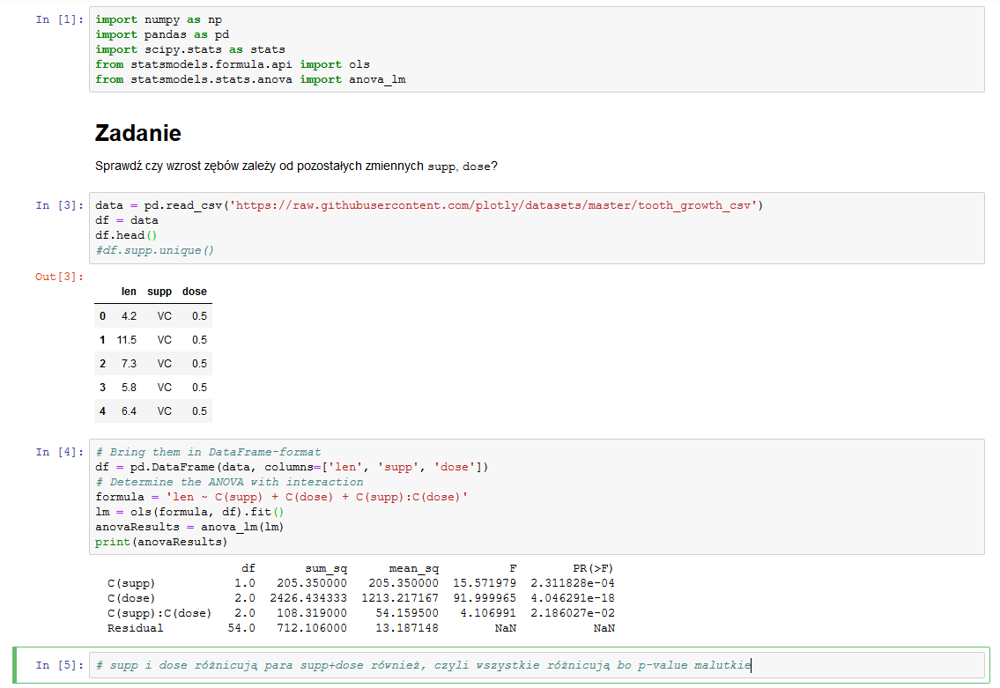 In [1]: import numpy as np
import pandas as pd
import scipy.stats as stats
from statsmodels.formula.api import ols
from statsmodels.stats.anova import anova_lm
Zadanie
Sprawdź czy wzrost zębów zależy od pozostałych zmiennych supp, dose?
In [3]: data = pd.read_csv('https://raw.githubusercontent.com/plotly/datasets/master/tooth_growth_csv')
df = data
df.head()
#df.supp.unique()
Out[3]:
len supp dose
0 4.2 VC 0.5
1 11.5 VC 0.5
2 7.3 VC 0.5
3 5.8 VC 0.5
4 6.4 VC 0.5
In [4]: # Bring them in DataFrame-format
df = pd.DataFrame(data, columns=['len', 'supp', 'dose'])
# Determine the ANOVA with interaction
formula = 'len ~ C(supp) + C(dose) + C(supp):C(dose)'
lm = ols(formula, df).fit()
anovaResults = anova_lm(lm)
print(anovaResults)
df sum_sq mean_sq F PR(>F)
C(supp) 1.0 205.350000 205.350000 15.571979 2.311828e-04
C(dose) 2.0 2426.434333 1213.217167 91.999965 4.046291e-18
C(supp):C(dose) 2.0 108.319000 54.159500 4.106991 2.186027e-02
Residual 54.0 712.106000 13.187148 NaN NaN
In [5]: # supp i dose różnicują para supp+dose również, czyli wszystkie różnicują bo p-value malutkie